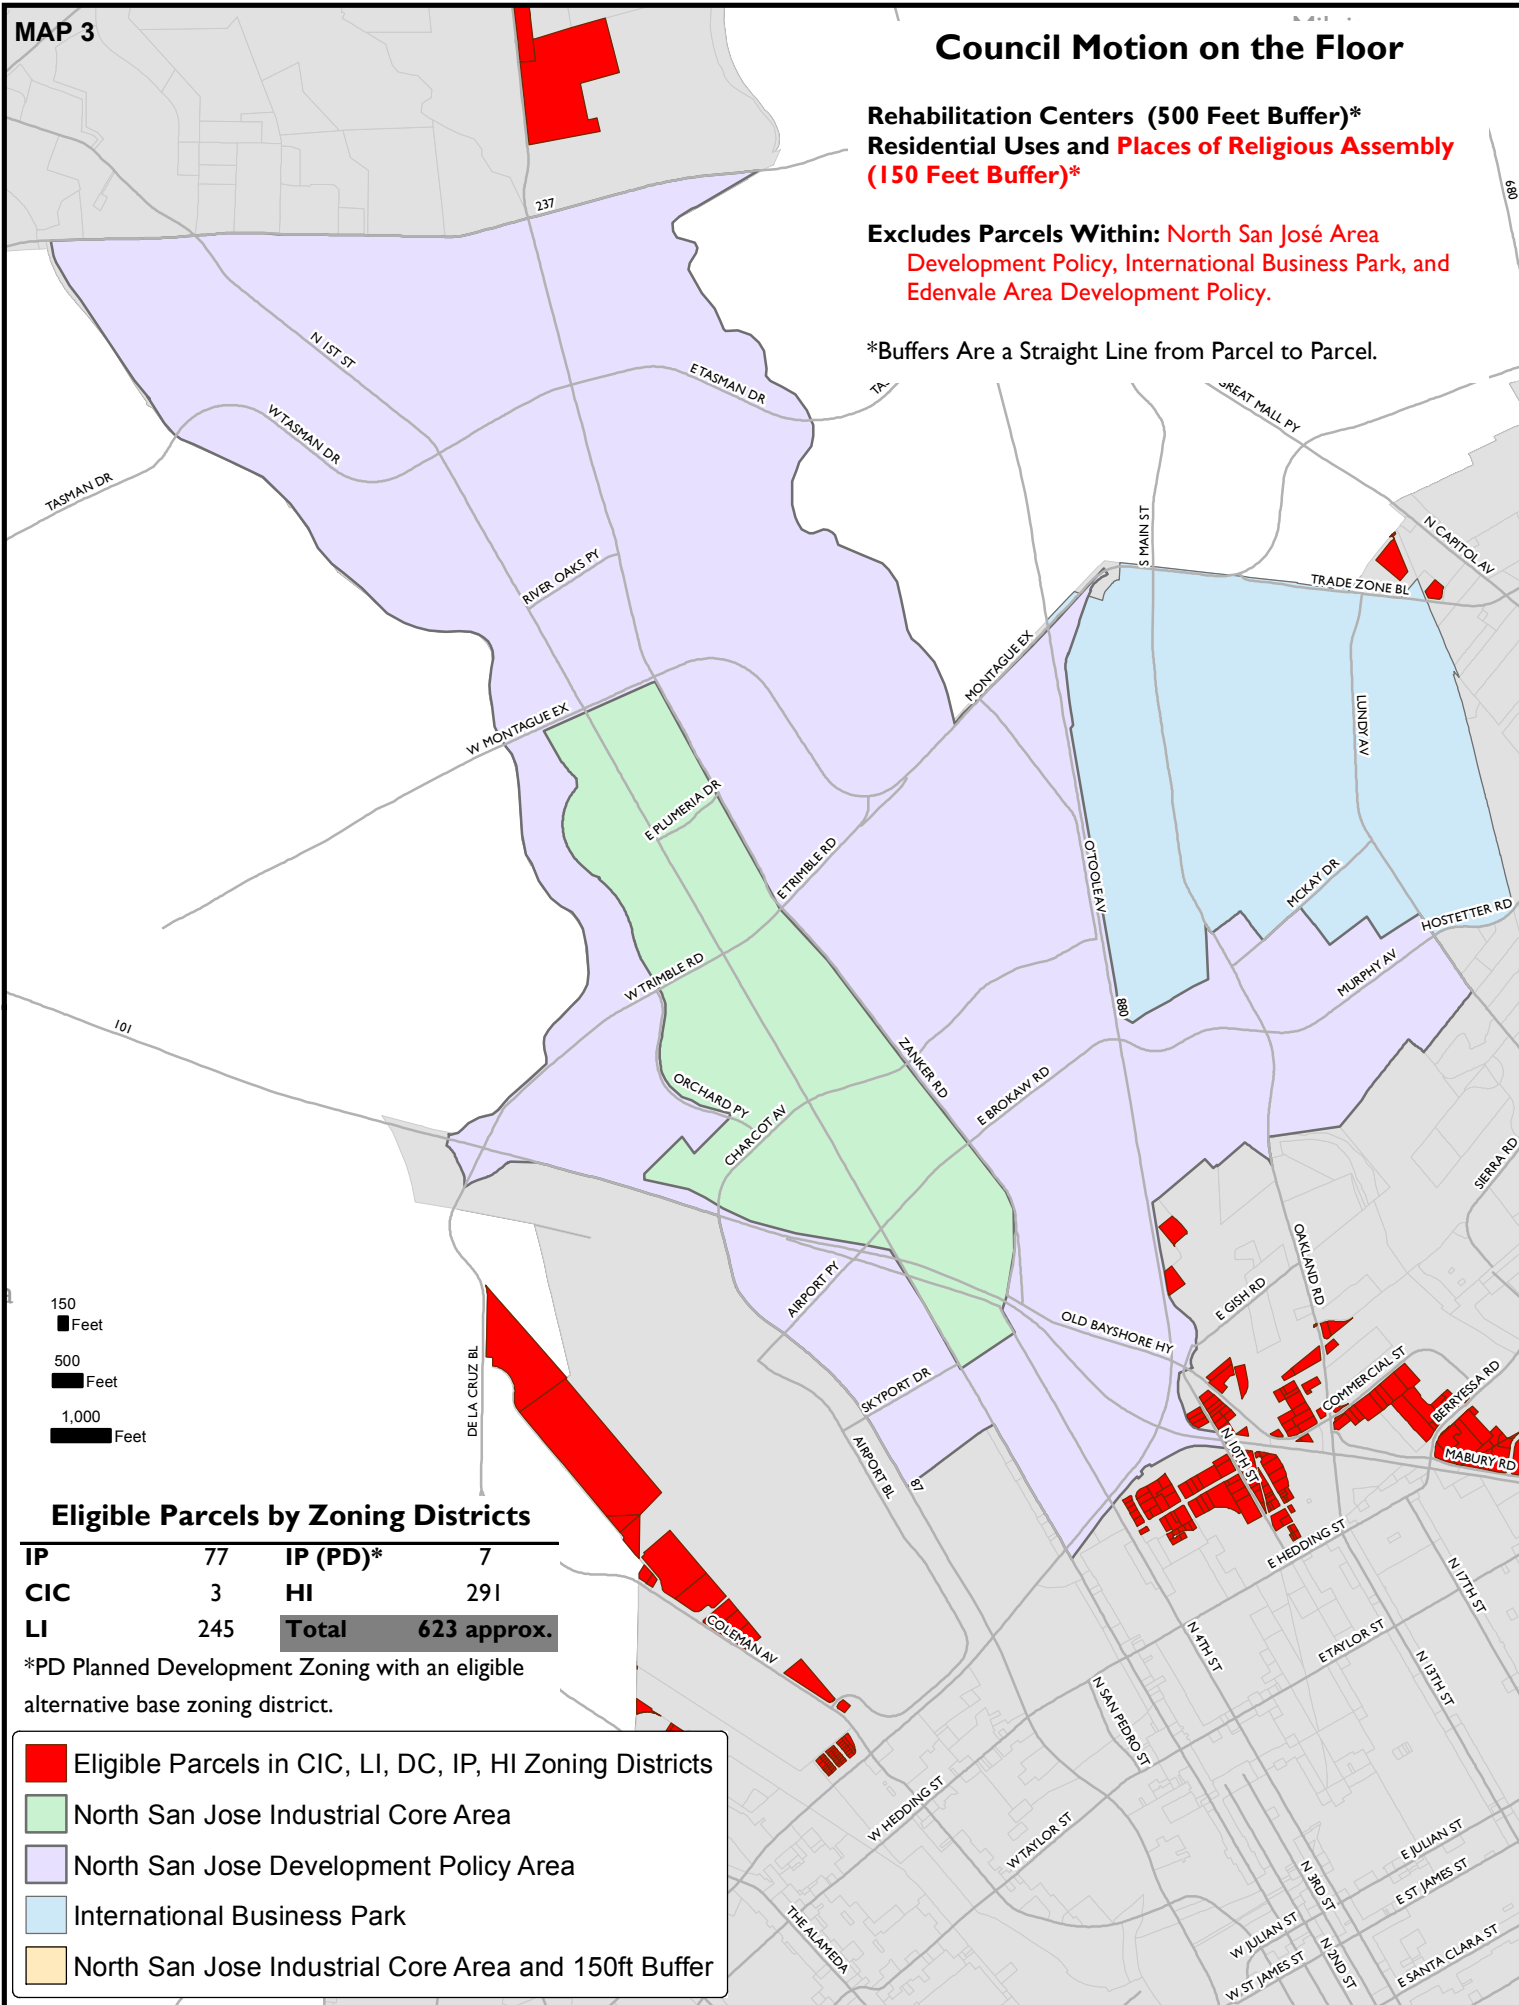 MAP 3
Council Motion on the Floor
Rehabilitation Centers (500 Feet Buffer)*
Residential Uses and Places of Religious Assembly
(150 Feet Buffer)*
Excludes Parcels Within: North San José Area
Development Policy, International Business Park, and
Edenvale Area Development Policy.
*Buffers Are a Straight Line from Parcel to Parcel.
680
237
N 1ST ST
E TASMAN DR
W TASMAN DR
TASMAN DR
GREAT MALL PY
S MAIN ST
N CAPITOL AV
TRADE ZONE BL
RIVER OAKS PY
MONTAGUE EX
W MONTAGUE EX
LUNDY AV
E PLUMERIA DR
E TRIMBLE RD
O'TOOLE AV
MCKAY DR
HOSTETTER RD
MURPHY AV
W TRIMBLE RD
880
101
ZANKER RD
E BROKAW RD
ORCHARD PY
CHARCOT AV
SIERRA RD
OAKLAND RD
AIRPORT PY
E GISH RD
OLD BAYSHORE HY
150
Feet
500
Feet
1,000
Feet
DE LA CRUZ BL
SKYPORT DR
COMMERCIAL ST
BERRYESSA RD
MABURY RD
N 10TH ST
AIRPORT BL
87
E HEDDING ST
N 17TH ST
Eligible Parcels by Zoning Districts
IP 77 IP (PD)* 7
CIC 3 HI 291
LI 245 Total 623 approx.
*PD Planned Development Zoning with an eligible
alternative base zoning district.
COLEMAN AV
N 4TH ST
E TAYLOR ST
N 13TH ST
N SAN PEDRO ST
W HEDDING ST
W TAYLOR ST
E JULIAN ST
E ST JAMES ST
N 3RD ST
THE ALAMEDA
W JULIAN ST
N 2ND ST
E SANTA CLARA ST
W ST JAMES ST
Eligible Parcels in CIC, LI, DC, IP, HI Zoning Districts
North San Jose Industrial Core Area
North San Jose Development Policy Area
International Business Park
North San Jose Industrial Core Area and 150ft Buffer